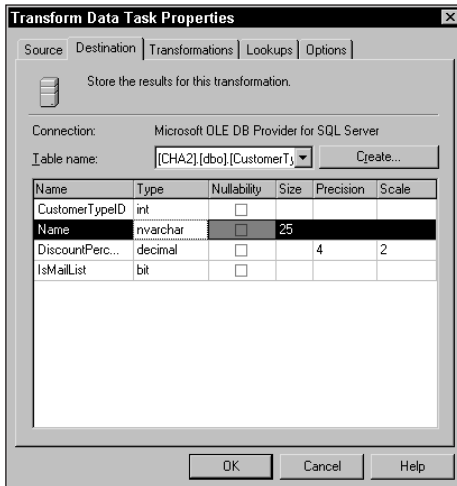 Transform Data Task Properties
Source Destination Transformations Lookups Options
Store the results for this transformation.
Connection: Microsoft OLE DB Provider for SQL Server
Table name: [CHA2].[dbo].[CustomerTy Create...
Name Type Nullability Size Precision Scale
CustomerTypeID int
Name nvarchar 25
DiscountPerc... decimal 4 2
IsMailList bit
OK Cancel Help